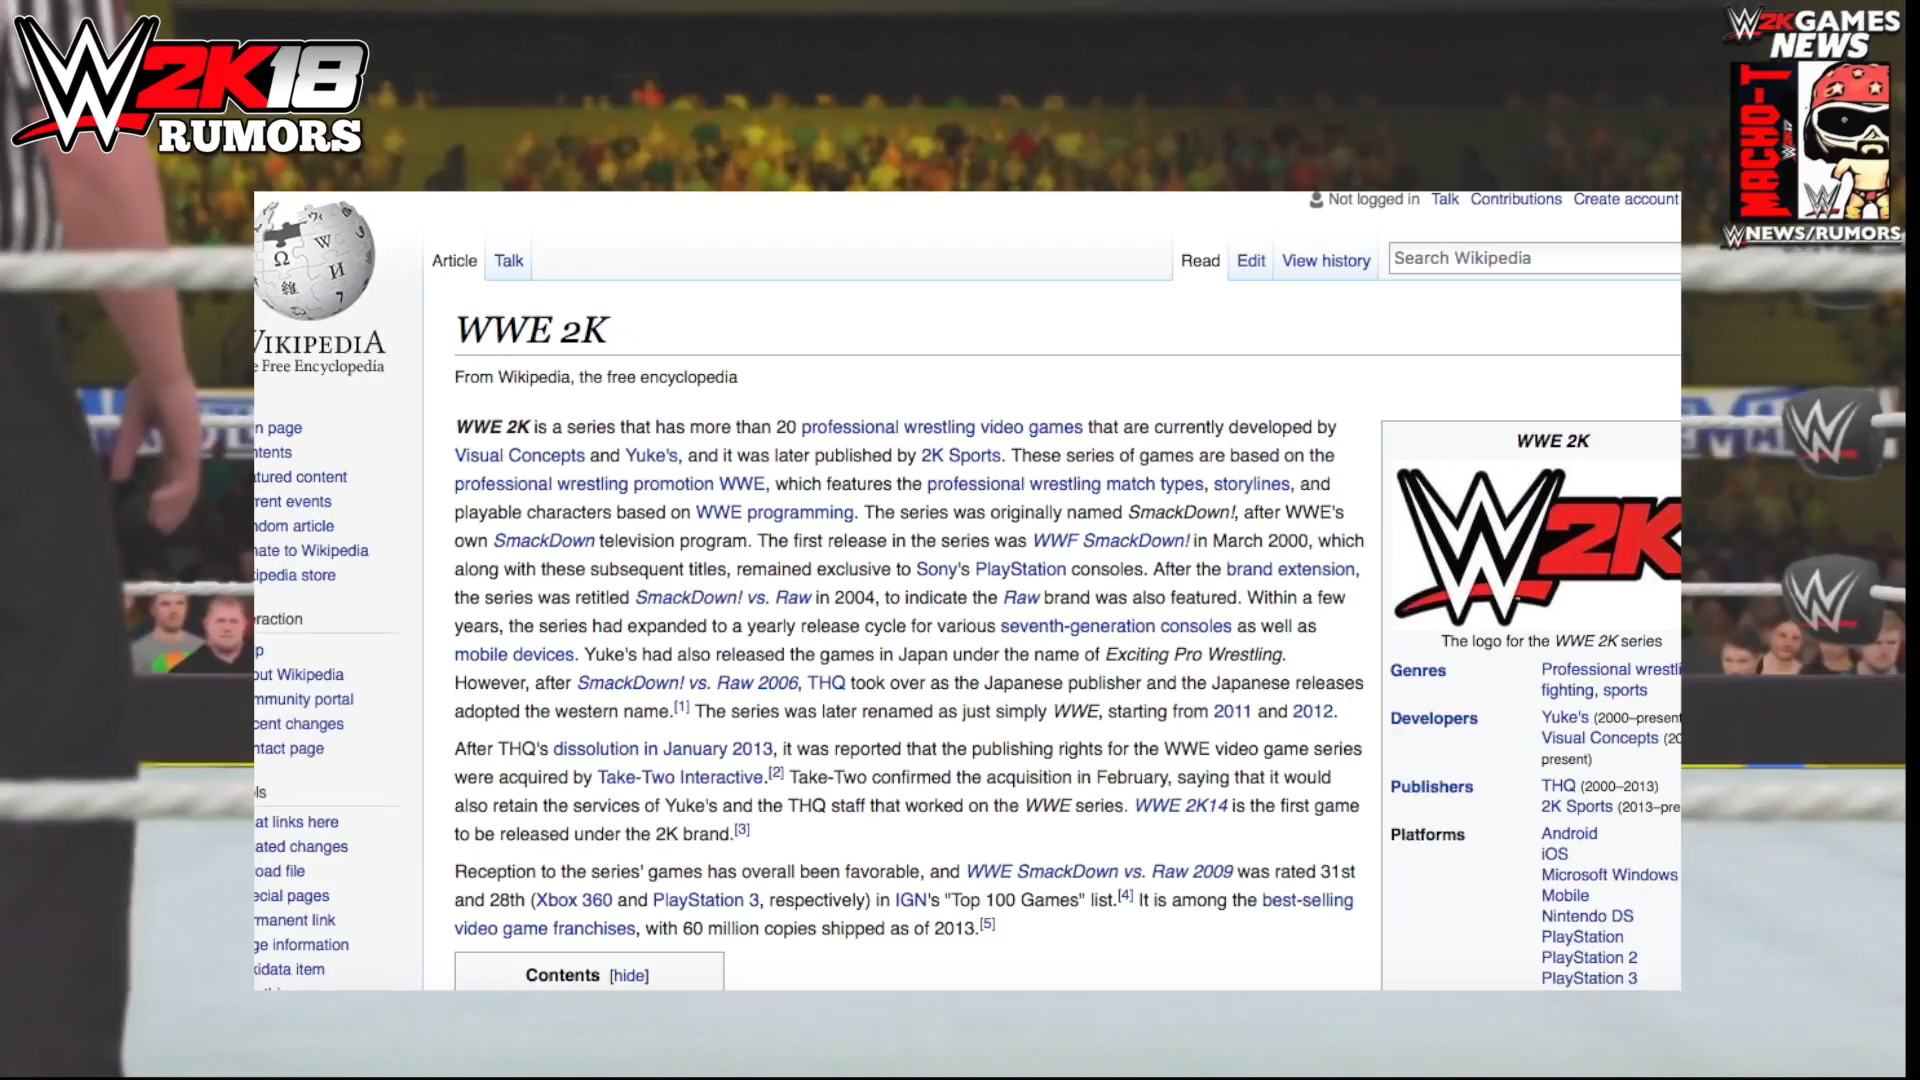 W2K18
RUMORS
W2KGAMES
NEWS
MACHO-T
NEWS/RUMORS
Not logged in Talk Contributions Create account
Article Talk Read Edit View history Search Wikipedia
WIKIPEDIA
e Free Encyclopedia
WWE 2K
From Wikipedia, the free encyclopedia
n page
ntents
atured content
rrent events
ndom article
nate to Wikipedia
kipedia store
eraction
p
out Wikipedia
mmunity portal
cent changes
ntact page
ls
at links here
ated changes
oad file
ecial pages
rmanent link
ge information
kidata item
WWE 2K is a series that has more than 20 professional wrestling video games that are currently developed by
Visual Concepts and Yuke's, and it was later published by 2K Sports. These series of games are based on the
professional wrestling promotion WWE, which features the professional wrestling match types, storylines, and
playable characters based on WWE programming. The series was originally named SmackDown!, after WWE's
own SmackDown television program. The first release in the series was WWF SmackDown! in March 2000, which
along with these subsequent titles, remained exclusive to Sony's PlayStation consoles. After the brand extension,
the series was retitled SmackDown! vs. Raw in 2004, to indicate the Raw brand was also featured. Within a few
years, the series had expanded to a yearly release cycle for various seventh-generation consoles as well as
mobile devices. Yuke's had also released the games in Japan under the name of Exciting Pro Wrestling.
However, after SmackDown! vs. Raw 2006, THQ took over as the Japanese publisher and the Japanese releases
adopted the western name.[1] The series was later renamed as just simply WWE, starting from 2011 and 2012.
After THQ's dissolution in January 2013, it was reported that the publishing rights for the WWE video game series
were acquired by Take-Two Interactive.[2] Take-Two confirmed the acquisition in February, saying that it would
also retain the services of Yuke's and the THQ staff that worked on the WWE series. WWE 2K14 is the first game
to be released under the 2K brand.[3]
Reception to the series' games has overall been favorable, and WWE SmackDown vs. Raw 2009 was rated 31st
and 28th (Xbox 360 and PlayStation 3, respectively) in IGN's "Top 100 Games" list.[4] It is among the best-selling
video game franchises, with 60 million copies shipped as of 2013.[5]
Contents [hide]
WWE 2K
W2K
The logo for the WWE 2K series
Genres Professional wrestli
fighting, sports
Developers Yuke's (2000–present
Visual Concepts (20
present)
Publishers THQ (2000–2013)
2K Sports (2013–pre
Platforms Android
iOS
Microsoft Windows
Mobile
Nintendo DS
PlayStation
PlayStation 2
PlayStation 3